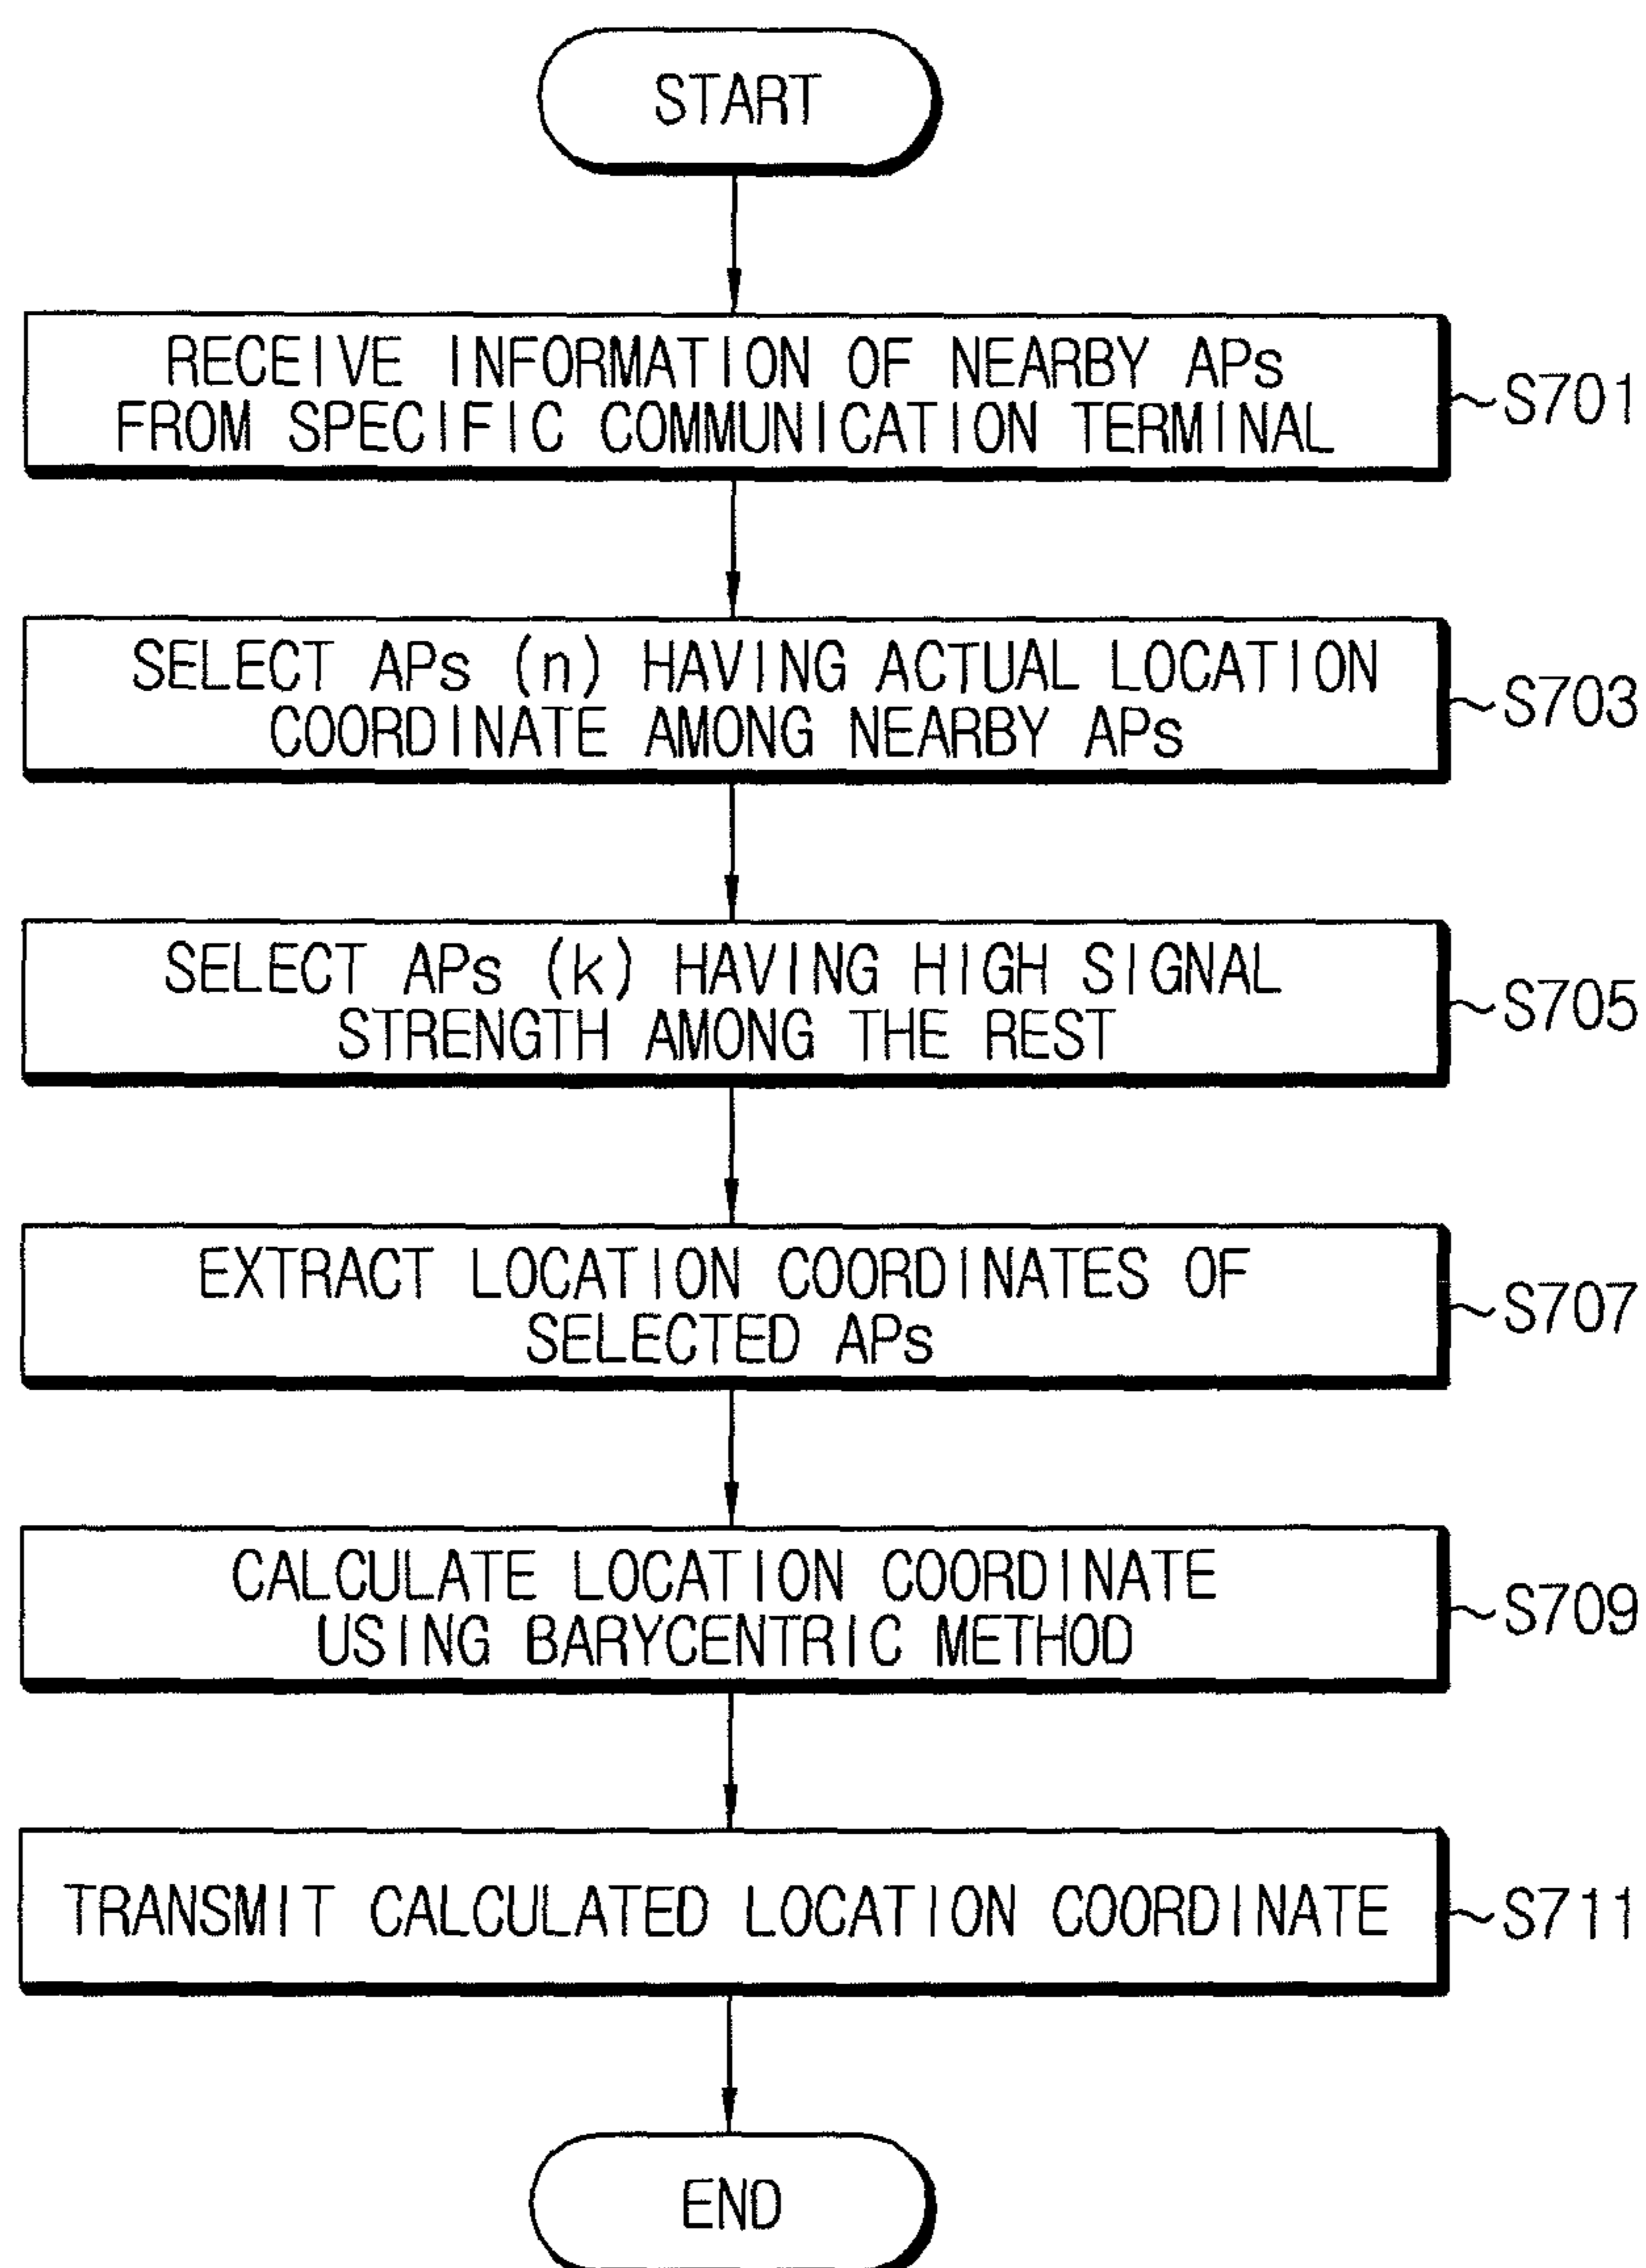 START
RECEIVE INFORMATION OF NEARBY APs
FROM SPECIFIC COMMUNICATION TERMINAL
S701
SELECT APs (n) HAVING ACTUAL LOCATION
COORDINATE AMONG NEARBY APs
S703
SELECT APs (k) HAVING HIGH SIGNAL
STRENGTH AMONG THE REST
S705
EXTRACT LOCATION COORDINATES OF
SELECTED APs
S707
CALCULATE LOCATION COORDINATE
USING BARYCENTRIC METHOD
S709
TRANSMIT CALCULATED LOCATION COORDINATE
S711
END